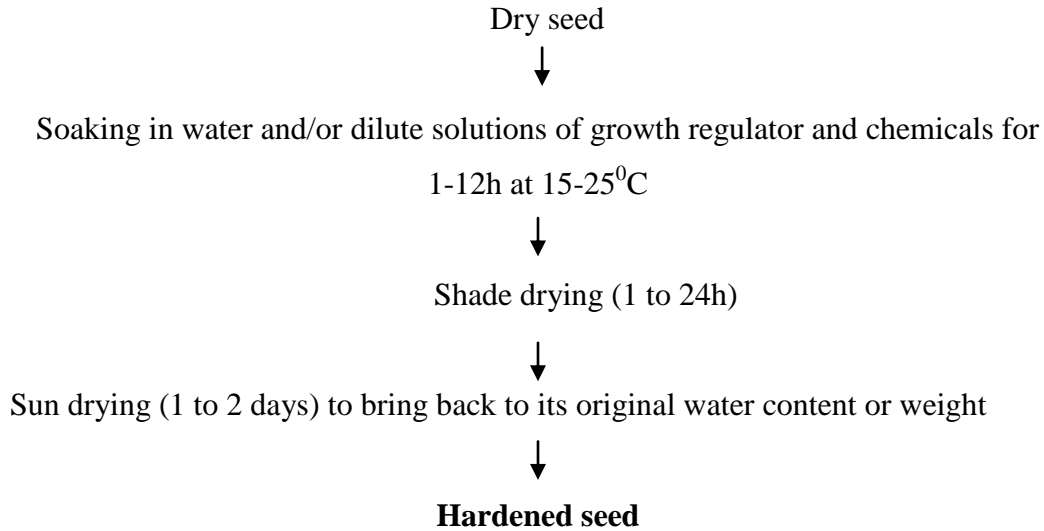 Dry seed
Soaking in water and/or dilute solutions of growth regulator and chemicals for
1-12h at 15-25⁰C
Shade drying (1 to 24h)
Sun drying (1 to 2 days) to bring back to its original water content or weight
Hardened seed